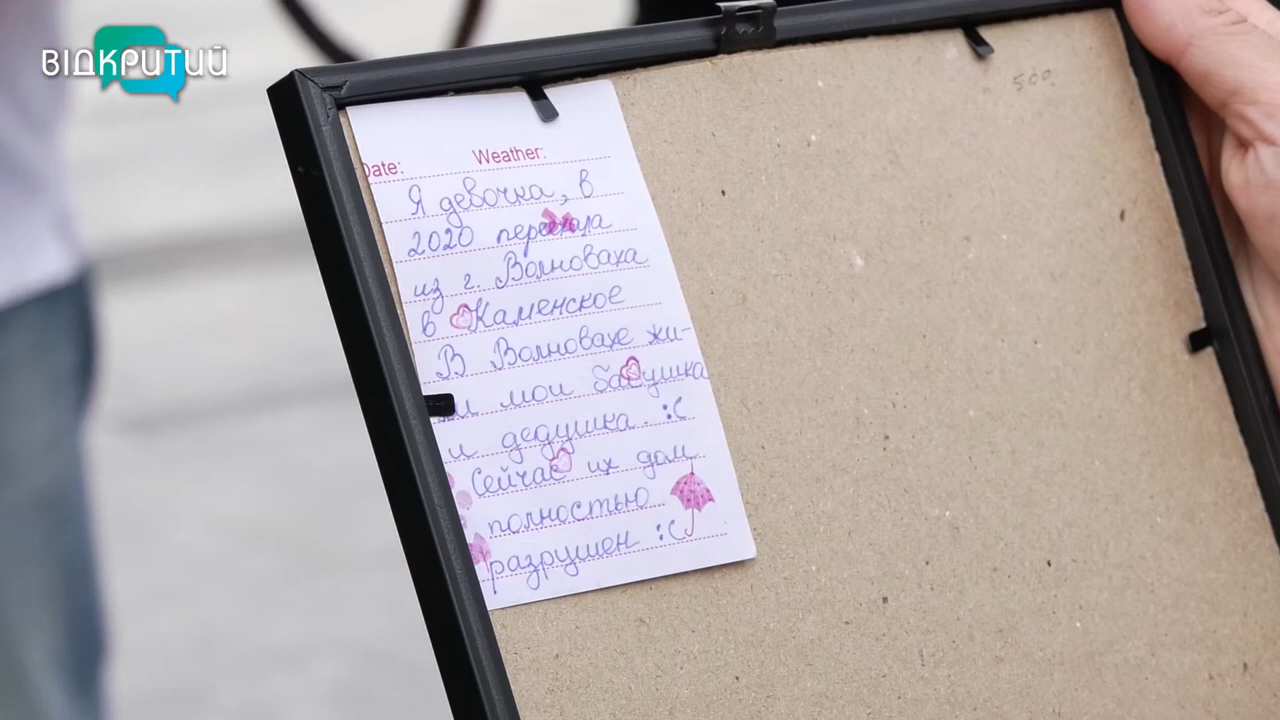 ВІДКРИТИЙ
500.
Date: Weather:
Я девочка, в
2020 переехала
из г. Волноваха
в Каменское
В Волновахе жи-
ли мои бабушка
и дедушка. :(
Сейчас их дом
полностью
разрушен :(